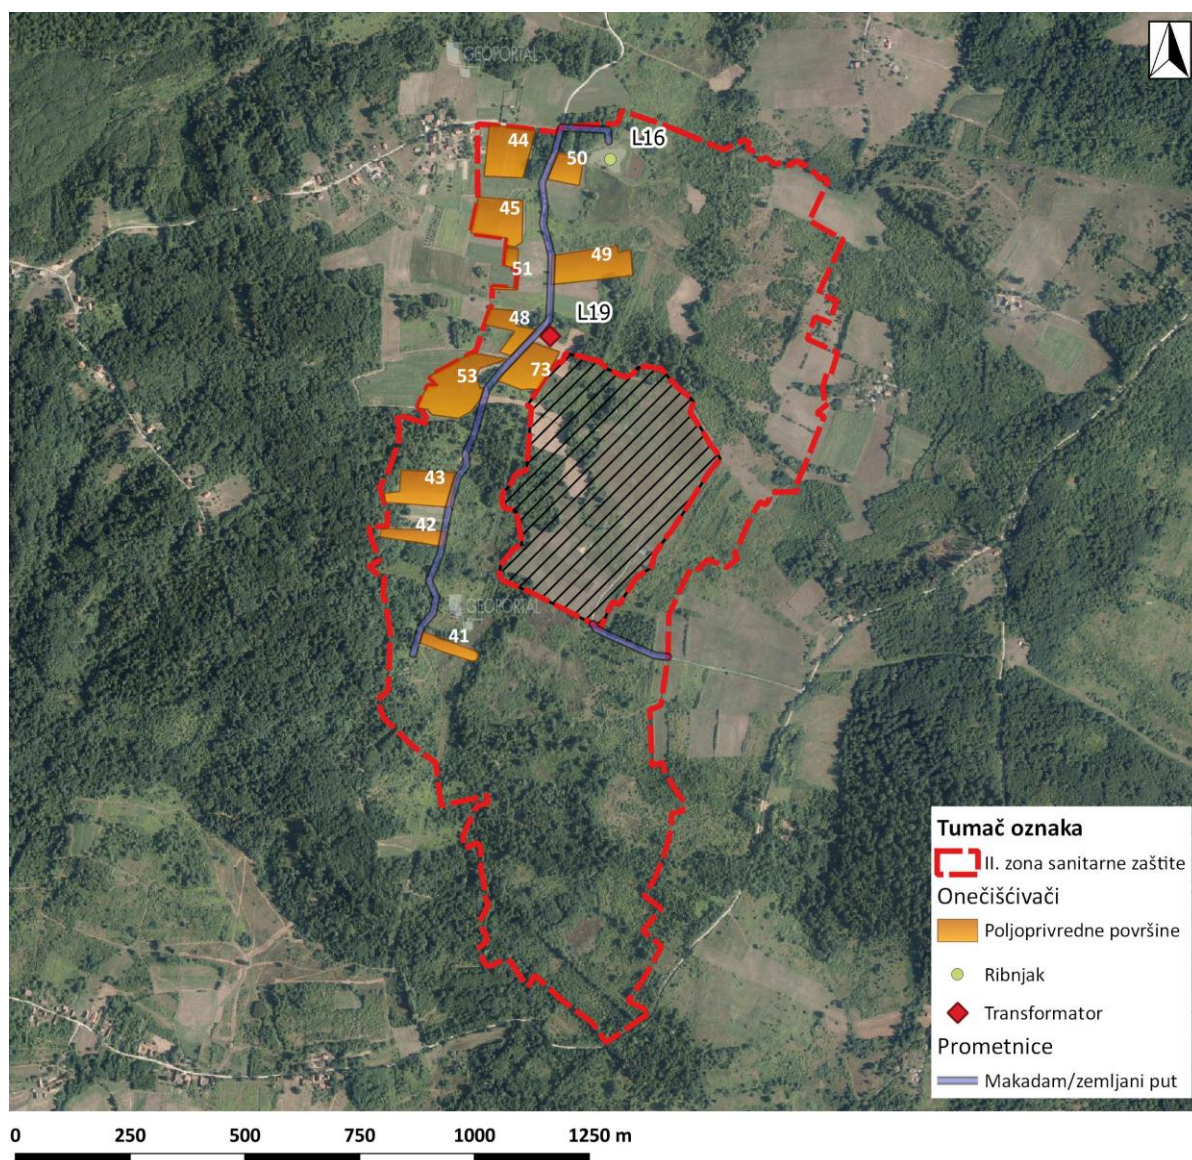 GEOPORTAL
44
50
L16
45
49
51
L19
48
73
53
43
42
GEOPORTAL
41
Tumač oznaka
II. zona sanitarne zaštite
Onečišćivači
Poljoprivredne površine
Ribnjak
Transformator
Prometnice
Makadam/zemljani put
0 250 500 750 1000 1250 m